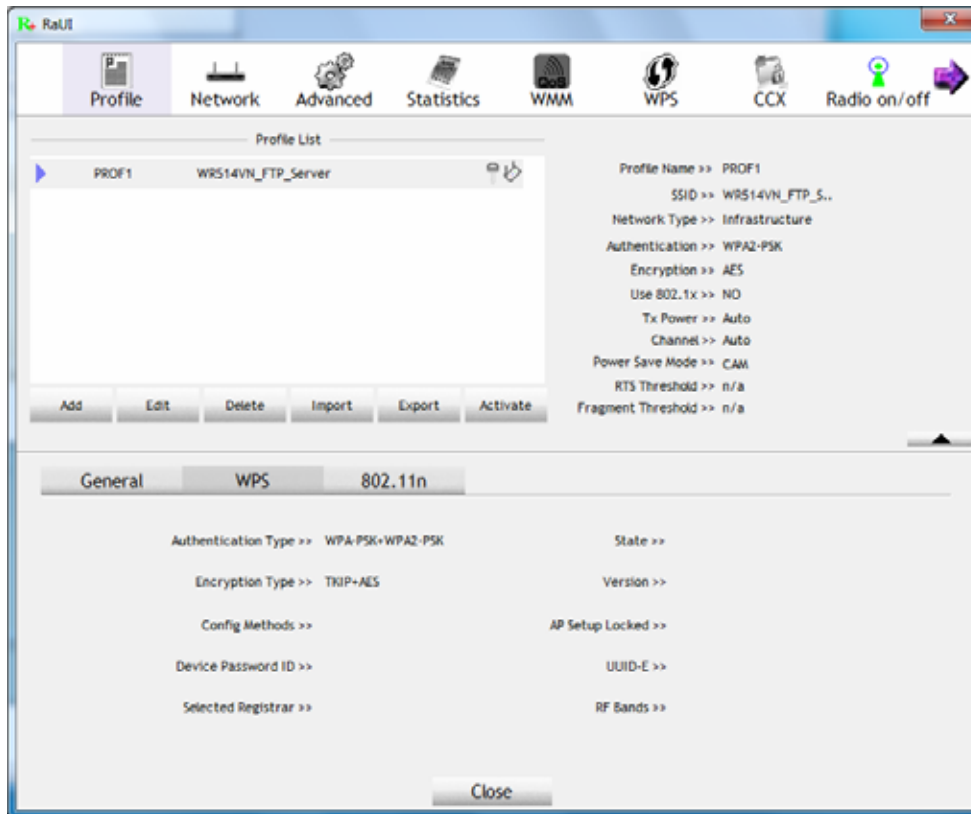 RaUI
Profile Network Advanced Statistics WMM WPS CCX Radio on/off
QoS
Profile List
PROF1 WR514VN_FTP_Server
Add Edit Delete Import Export Activate
Profile Name >> PROF1
SSID >> WR514VN_FTP_S..
Network Type >> Infrastructure
Authentication >> WPA2-PSK
Encryption >> AES
Use 802.1x >> NO
Tx Power >> Auto
Channel >> Auto
Power Save Mode >> CAM
RTS Threshold >> n/a
Fragment Threshold >> n/a
General WPS 802.11n
Authentication Type >> WPA-PSK+WPA2-PSK
Encryption Type >> TKIP+AES
Config Methods >>
Device Password ID >>
Selected Registrar >>
State >>
Version >>
AP Setup Locked >>
UUID-E >>
RF Bands >>
Close